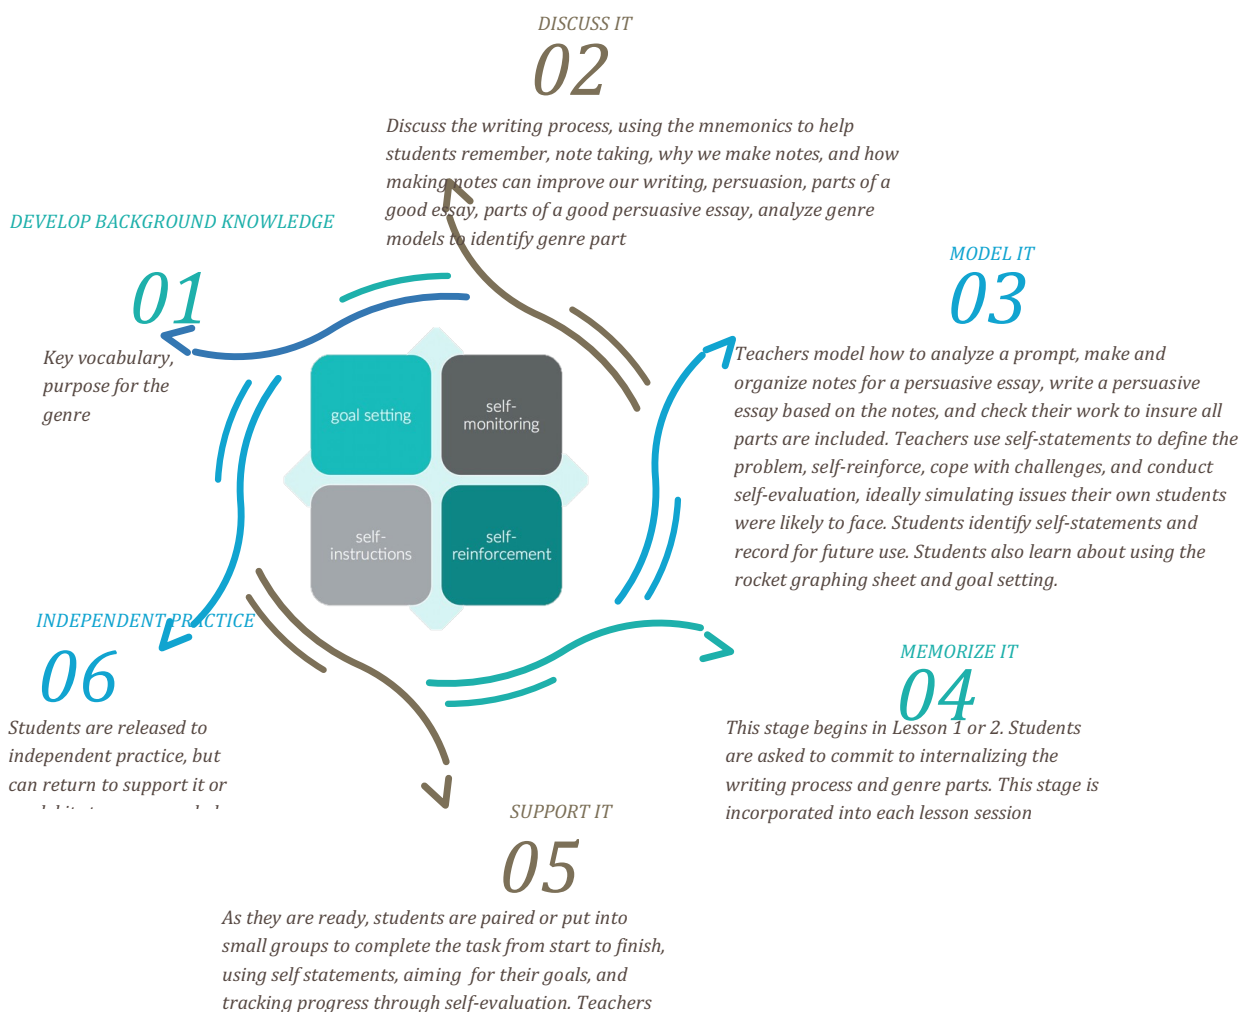 DEVELOP BACKGROUND KNOWLEDGE
01
Key vocabulary,
purpose for the
genre
DISCUSS IT
02
Discuss the writing process, using the mnemonics to help
students remember, note taking, why we make notes, and how
making notes can improve our writing, persuasion, parts of a
good essay, parts of a good persuasive essay, analyze genre
models to identify genre part
MODEL IT
03
Teachers model how to analyze a prompt, make and
organize notes for a persuasive essay, write a persuasive
essay based on the notes, and check their work to insure all
parts are included. Teachers use self-statements to define the
problem, self-reinforce, cope with challenges, and conduct
self-evaluation, ideally simulating issues their own students
were likely to face. Students identify self-statements and
record for future use. Students also learn about using the
rocket graphing sheet and goal setting.
MEMORIZE IT
04
This stage begins in Lesson 1 or 2. Students
are asked to commit to internalizing the
writing process and genre parts. This stage is
incorporated into each lesson session
SUPPORT IT
05
As they are ready, students are paired or put into
small groups to complete the task from start to finish,
using self statements, aiming  for their goals, and
tracking progress through self-evaluation. Teachers
INDEPENDENT PRACTICE
06
Students are released to
independent practice, but
can return to support it or
goal setting
self-
monitoring
self-
instructions
self-
reinforcement